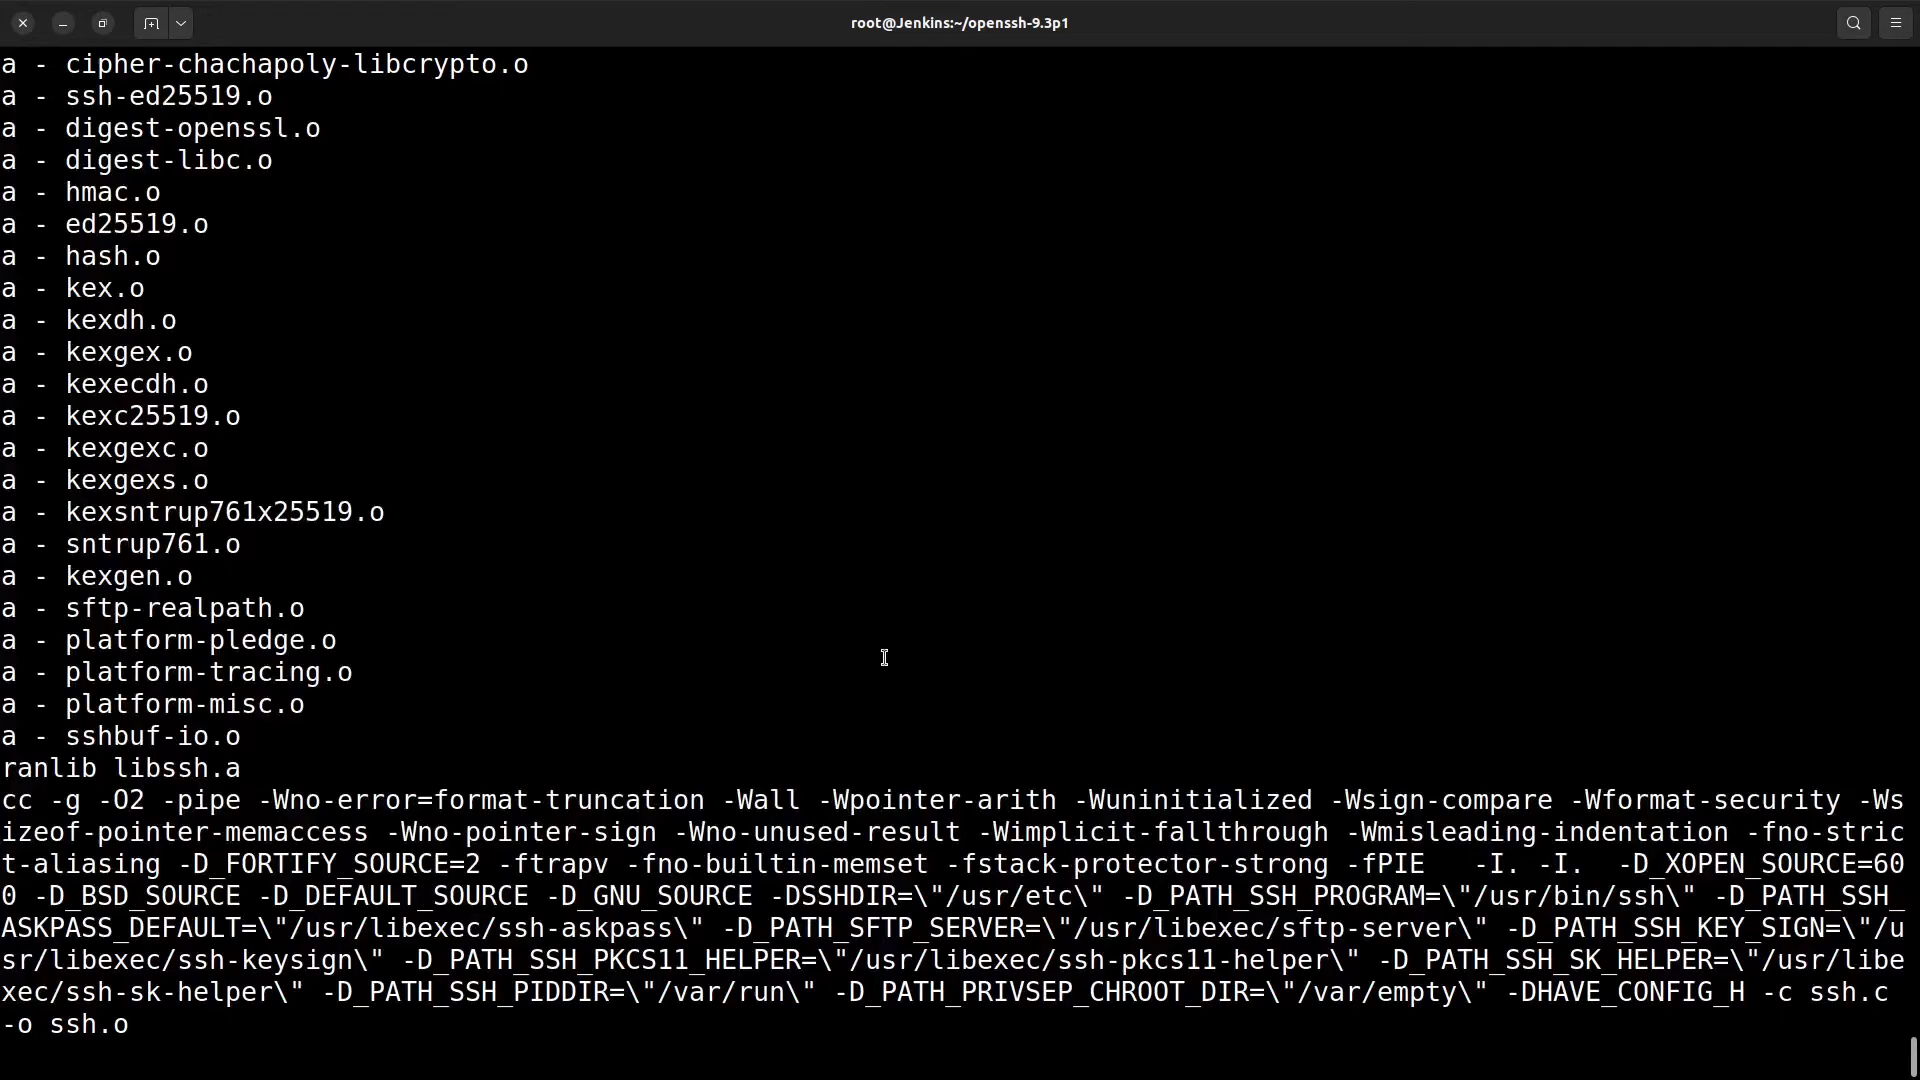 root@Jenkins:~/openssh-9.3p1
a - cipher-chachapoly-libcrypto.o
a - ssh-ed25519.o
a - digest-openssl.o
a - digest-libc.o
a - hmac.o
a - ed25519.o
a - hash.o
a - kex.o
a - kexdh.o
a - kexgex.o
a - kexecdh.o
a - kexc25519.o
a - kexgexc.o
a - kexgexs.o
a - kexsntrup761x25519.o
a - sntrup761.o
a - kexgen.o
a - sftp-realpath.o
a - platform-pledge.o
a - platform-tracing.o
a - platform-misc.o
a - sshbuf-io.o
ranlib libssh.a
cc -g -O2 -pipe -Wno-error=format-truncation -Wall -Wpointer-arith -Wuninitialized -Wsign-compare -Wformat-security -Ws
izeof-pointer-memaccess -Wno-pointer-sign -Wno-unused-result -Wimplicit-fallthrough -Wmisleading-indentation -fno-stric
t-aliasing -D_FORTIFY_SOURCE=2 -ftrapv -fno-builtin-memset -fstack-protector-strong -fPIE   -I. -I.  -D_XOPEN_SOURCE=60
0 -D_BSD_SOURCE -D_DEFAULT_SOURCE -D_GNU_SOURCE -DSSHDIR=\"/usr/etc\" -D_PATH_SSH_PROGRAM=\"/usr/bin/ssh\" -D_PATH_SSH_
ASKPASS_DEFAULT=\"/usr/libexec/ssh-askpass\" -D_PATH_SFTP_SERVER=\"/usr/libexec/sftp-server\" -D_PATH_SSH_KEY_SIGN=\"/u
sr/libexec/ssh-keysign\" -D_PATH_SSH_PKCS11_HELPER=\"/usr/libexec/ssh-pkcs11-helper\" -D_PATH_SSH_SK_HELPER=\"/usr/libe
xec/ssh-sk-helper\" -D_PATH_SSH_PIDDIR=\"/var/run\" -D_PATH_PRIVSEP_CHROOT_DIR=\"/var/empty\" -DHAVE_CONFIG_H -c ssh.c
-o ssh.o